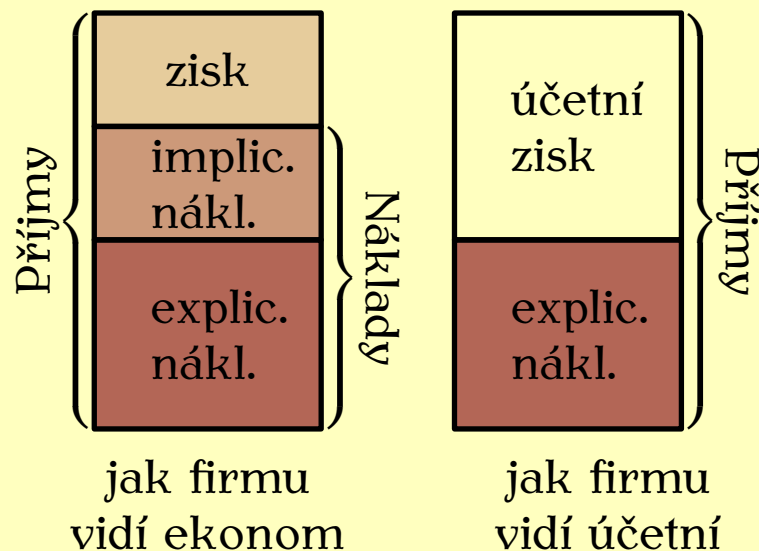 Příjmy
zisk
implic.
nákl.
explic.
nákl.
Náklady
jak firmu
vidí ekonom
účetní
zisk
explic.
nákl.
Příjmy
jak firmu
vidí účetní